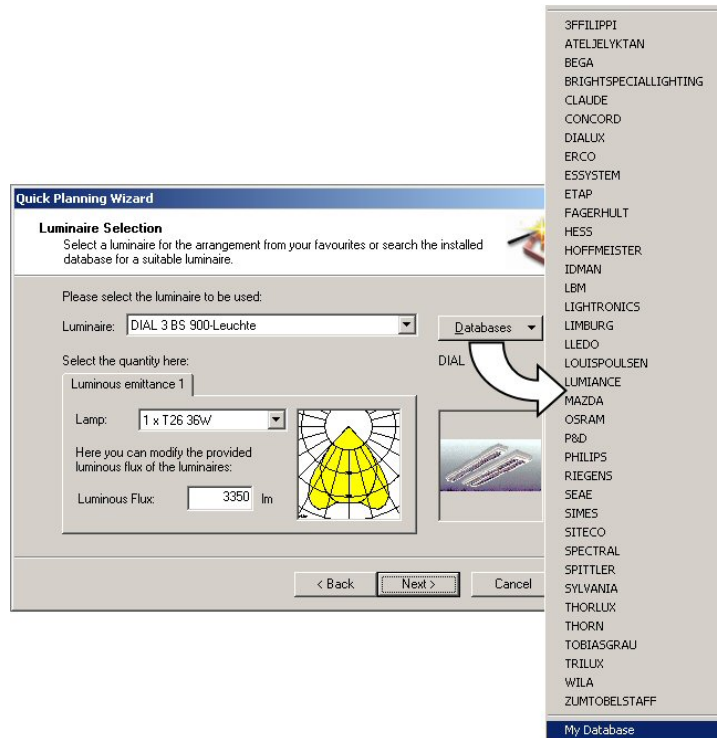 Quick Planning Wizard
Luminaire Selection
Select a luminaire for the arrangement from your favourites or search the installed
database for a suitable luminaire.
Please select the luminaire to be used:
Luminaire: DIAL 3 BS 900-Leuchte
Databases
Select the quantity here:
DIAL
Luminous emittance 1
Lamp: 1 x T26 36W
Here you can modify the provided
luminous flux of the luminaires:
Luminous Flux: 3350 lm
< Back Next > Cancel
3FFILIPPI
ATELJELYKTAN
BEGA
BRIGHTSPECIALLIGHTING
CLAUDE
CONCORD
DIALUX
ERCO
ESSYSTEM
ETAP
FAGERHULT
HESS
HOFFMEISTER
IDMAN
LBM
LIGHTRONICS
LIMBURG
LLEDO
LOUISPOULSEN
LUMIANCE
MAZDA
OSRAM
P&D
PHILIPS
RIEGENS
SEAE
SIMES
SITECO
SPECTRAL
SPITTLER
SYLVANIA
THORLUX
THORN
TOBIASGRAU
TRILUX
WILA
ZUMTOBELSTAFF
My Database